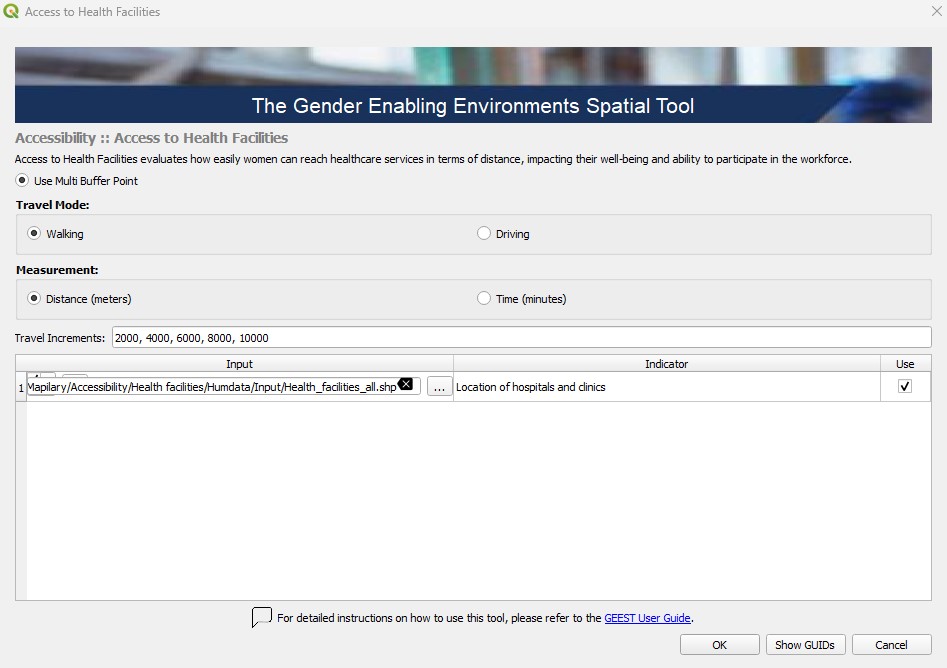 Access to Health Facilities
The Gender Enabling Environments Spatial Tool
Accessibility :: Access to Health Facilities
Access to Health Facilities evaluates how easily women can reach healthcare services in terms of distance, impacting their well-being and ability to participate in the workforce.
Use Multi Buffer Point
Travel Mode:
Walking Driving
Measurement:
Distance (meters) Time (minutes)
Travel Increments: 2000, 4000, 6000, 8000, 10000
Input Indicator Use
1 Mapilary/Accessibility/Health facilities/Humdata/Input/Health_facilities_all.shp ... Location of hospitals and clinics
For detailed instructions on how to use this tool, please refer to the GEEST User Guide.
OK Show GUIDs Cancel